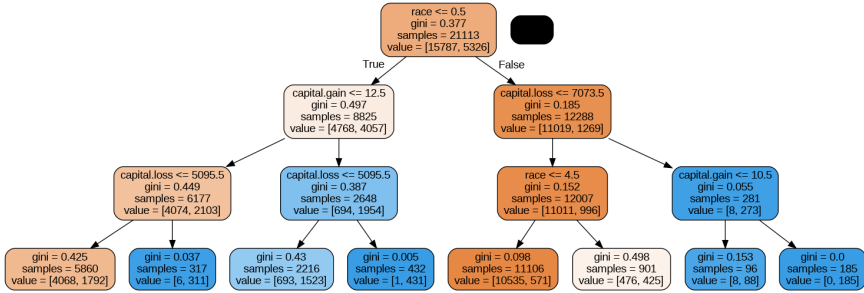 race <= 0.5
gini = 0.377
samples = 21113
value = [15787, 5326]
True
False
capital.gain <= 12.5
gini = 0.497
samples = 8825
value = [4768, 4057]
capital.loss <= 7073.5
gini = 0.185
samples = 12288
value = [11019, 1269]
capital.loss <= 5095.5
gini = 0.449
samples = 6177
value = [4074, 2103]
capital.loss <= 5095.5
gini = 0.387
samples = 2648
value = [694, 1954]
race <= 4.5
gini = 0.152
samples = 12007
value = [11011, 996]
capital.gain <= 10.5
gini = 0.055
samples = 281
value = [8, 273]
gini = 0.425
samples = 5860
value = [4068, 1792]
gini = 0.037
samples = 317
value = [6, 311]
gini = 0.43
samples = 2216
value = [693, 1523]
gini = 0.005
samples = 432
value = [1, 431]
gini = 0.098
samples = 11106
value = [10535, 571]
gini = 0.498
samples = 901
value = [476, 425]
gini = 0.153
samples = 96
value = [8, 88]
gini = 0.0
samples = 185
value = [0, 185]